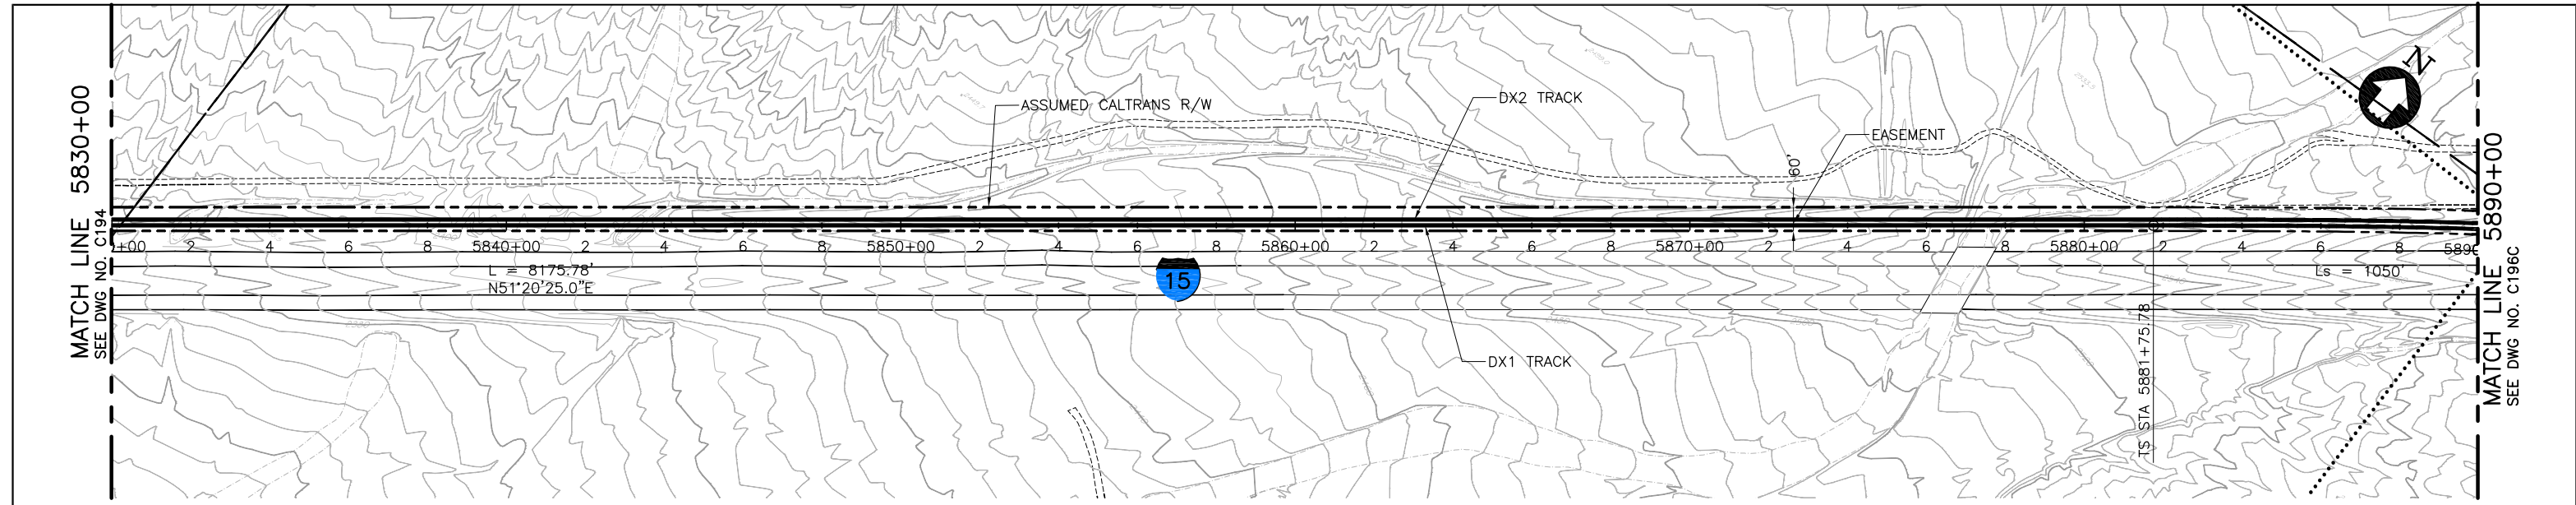 MATCH LINE 5830+00
SEE DWG NO. C194
ASSUMED CALTRANS R/W
DX2 TRACK
EASEMENT
60'
N
+00 2 4 6 8 5840+00 2 4 6 8 5850+00 2 4 6 8 5860+00 2 4 6 8 5870+00 2 4 6 8 5880+00 2 4 6 8 589
L = 8175.78'
N51°20'25.0"E
15
Ls = 1050'
DX1 TRACK
TS STA 5881+75.78
MATCH LINE 5890+00
SEE DWG NO. C196C